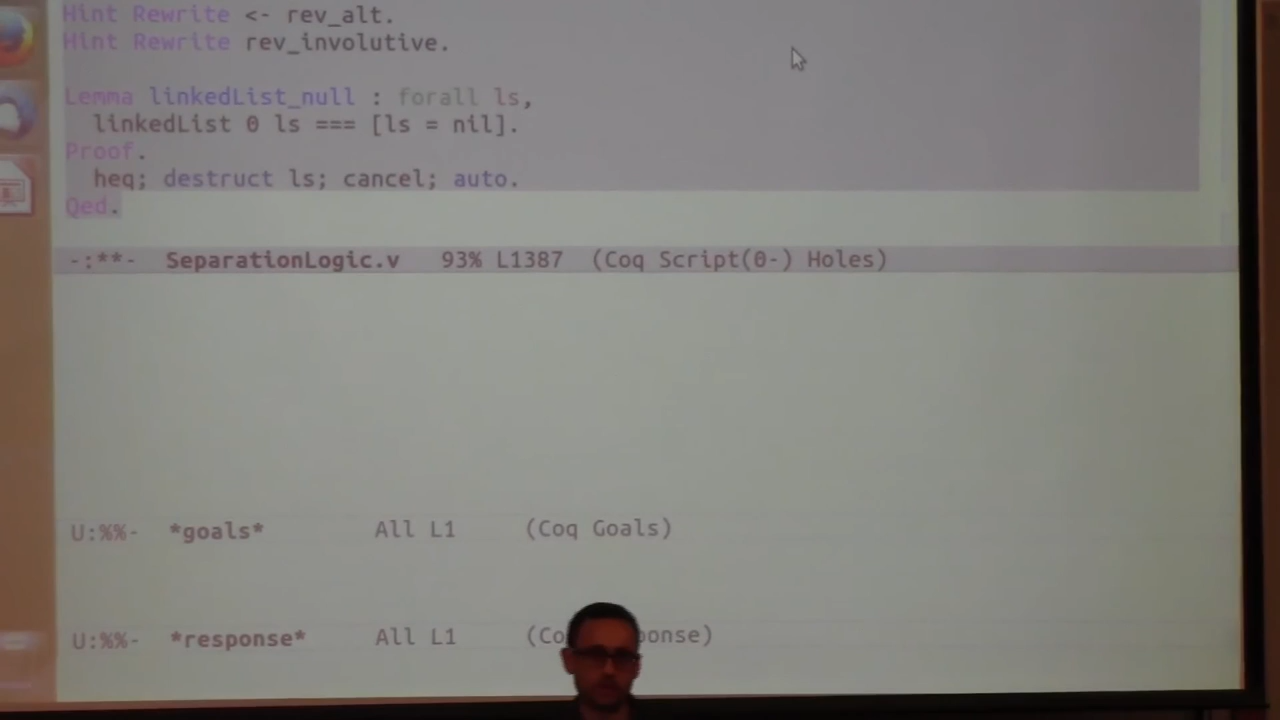 Hint Rewrite <- rev_alt.
Hint Rewrite rev_involutive.
Lemma linkedList_null : forall ls,
linkedList 0 ls === [ls = nil].
Proof.
heq; destruct ls; cancel; auto.
Qed.
-:**- SeparationLogic.v 93% L1387 (Coq Script(0-) Holes)
U:%%- *goals* All L1 (Coq Goals)
U:%%- *response* All L1